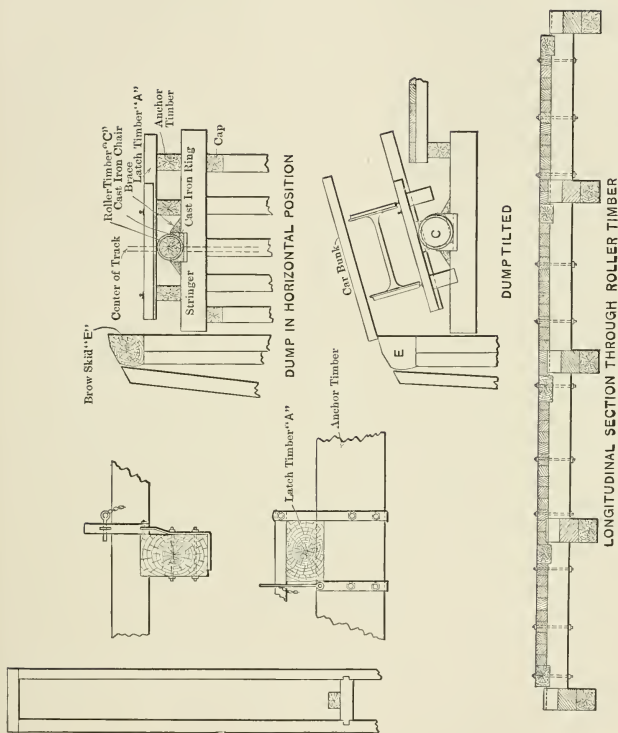 Center of Track
Roller Timber "C"
Cast Iron Chair
Brace
Latch Timber "A"
Anchor
Timber
Brow Skid "E"
Stringer
Cast Iron Ring
Cap
DUMP IN HORIZONTAL POSITION
Car Bunk
C
E
DUMP TILTED
Latch Timber "A"
Anchor Timber
LONGITUDINAL SECTION THROUGH ROLLER TIMBER